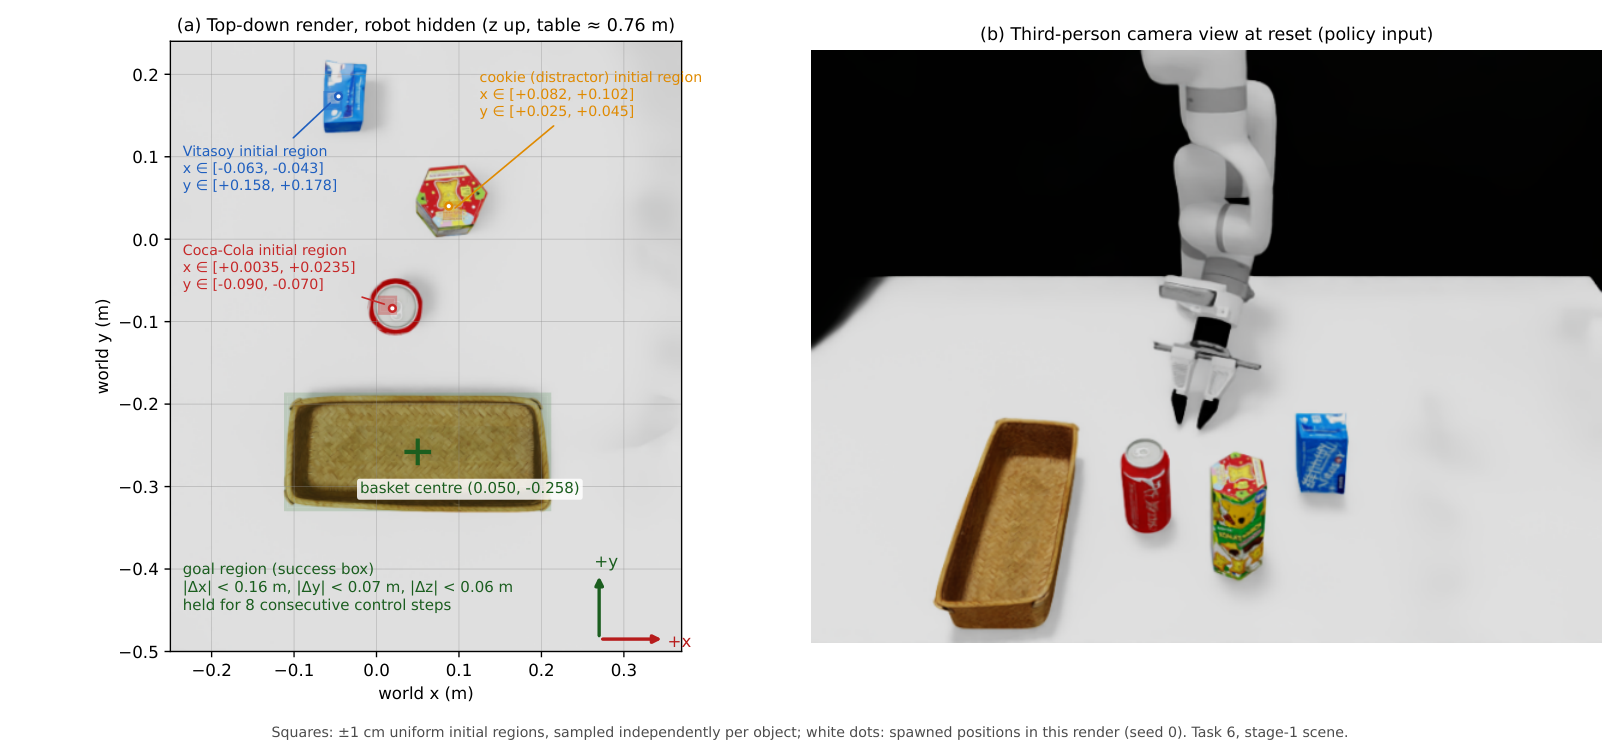 (a) Top-down render, robot hidden (z up, table ≈ 0.76 m)
0.2
0.1
0.0
−0.1
−0.2
−0.3
−0.4
−0.5
world y (m)
cookie (distractor) initial region
x ∈ [+0.082, +0.102]
y ∈ [+0.025, +0.045]
Vitasoy initial region
x ∈ [-0.063, -0.043]
y ∈ [+0.158, +0.178]
Coca-Cola initial region
x ∈ [+0.0035, +0.0235]
y ∈ [-0.090, -0.070]
basket centre (0.050, -0.258)
goal region (success box)
|Δx| < 0.16 m, |Δy| < 0.07 m, |Δz| < 0.06 m
held for 8 consecutive control steps
+y
+x
−0.2
−0.1
0.0
0.1
0.2
0.3
world x (m)
(b) Third-person camera view at reset (policy input)
Squares: ±1 cm uniform initial regions, sampled independently per object; white dots: spawned positions in this render (seed 0). Task 6, stage-1 scene.